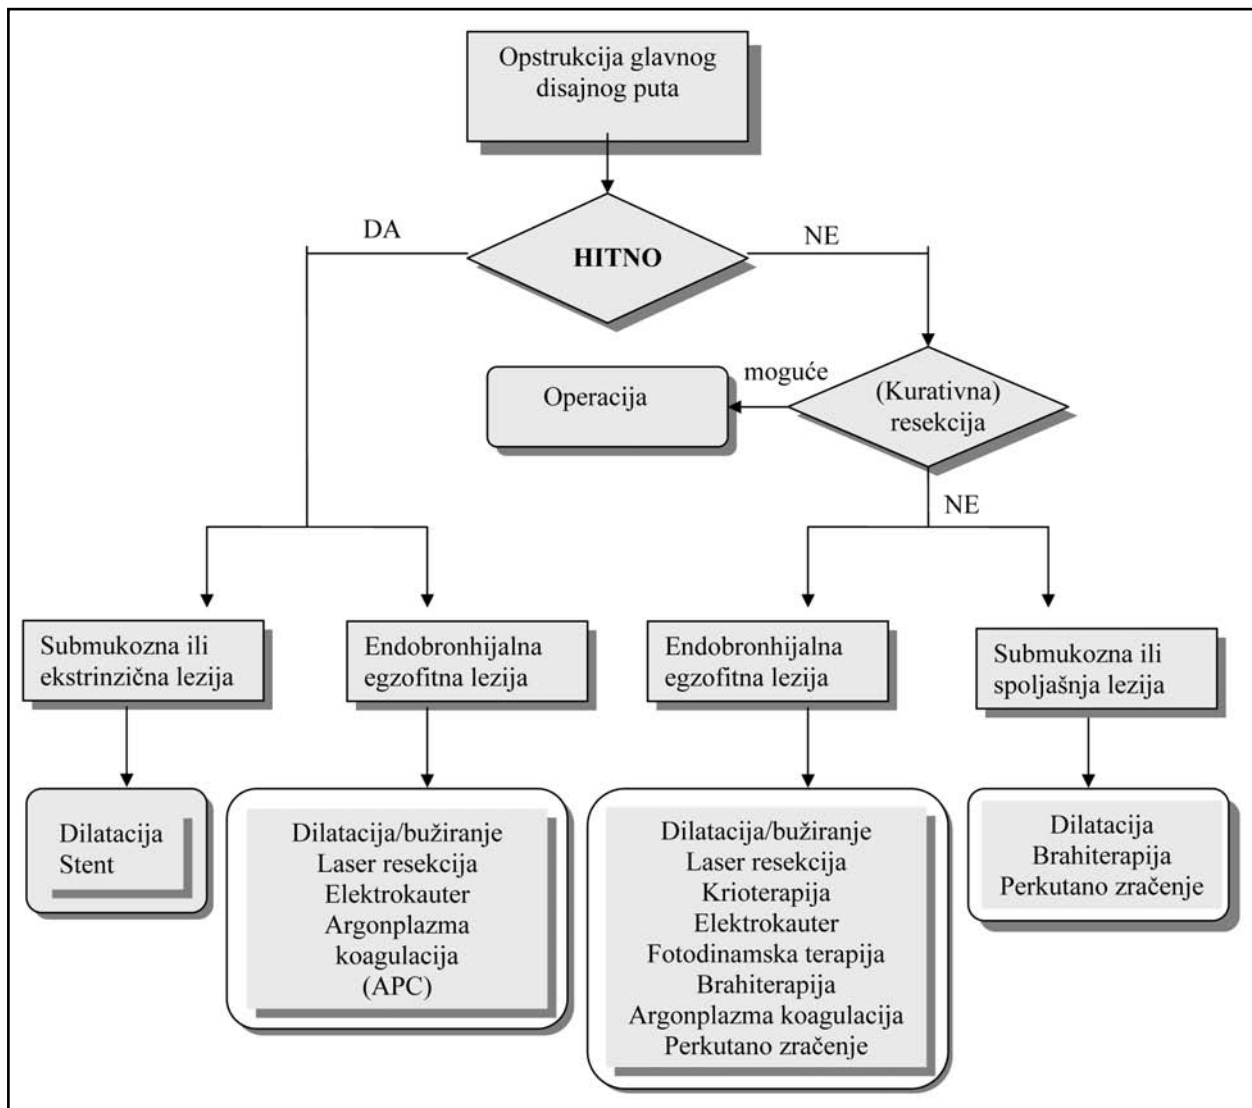 Opstrukcija glavnog
disajnog puta
DA
HITNO
NE
Operacija
moguće
(Kurativna)
resekcija
NE
Submukozna ili
ekstrinzična lezija
Endobronhijalna
egzofitna lezija
Endobronhijalna
egzofitna lezija
Submukozna ili
spoljašnja lezija
Dilatacija
Stent
Dilatacija/bužiranje
Laser resekcija
Elektrokauter
Argonplazma
koagulacija
(APC)
Dilatacija/bužiranje
Laser resekcija
Krioterapija
Elektrokauter
Fotodinamska terapija
Brahiterapija
Argonplazma koagulacija
Perkutano zračenje
Dilatacija
Brahiterapija
Perkutano zračenje